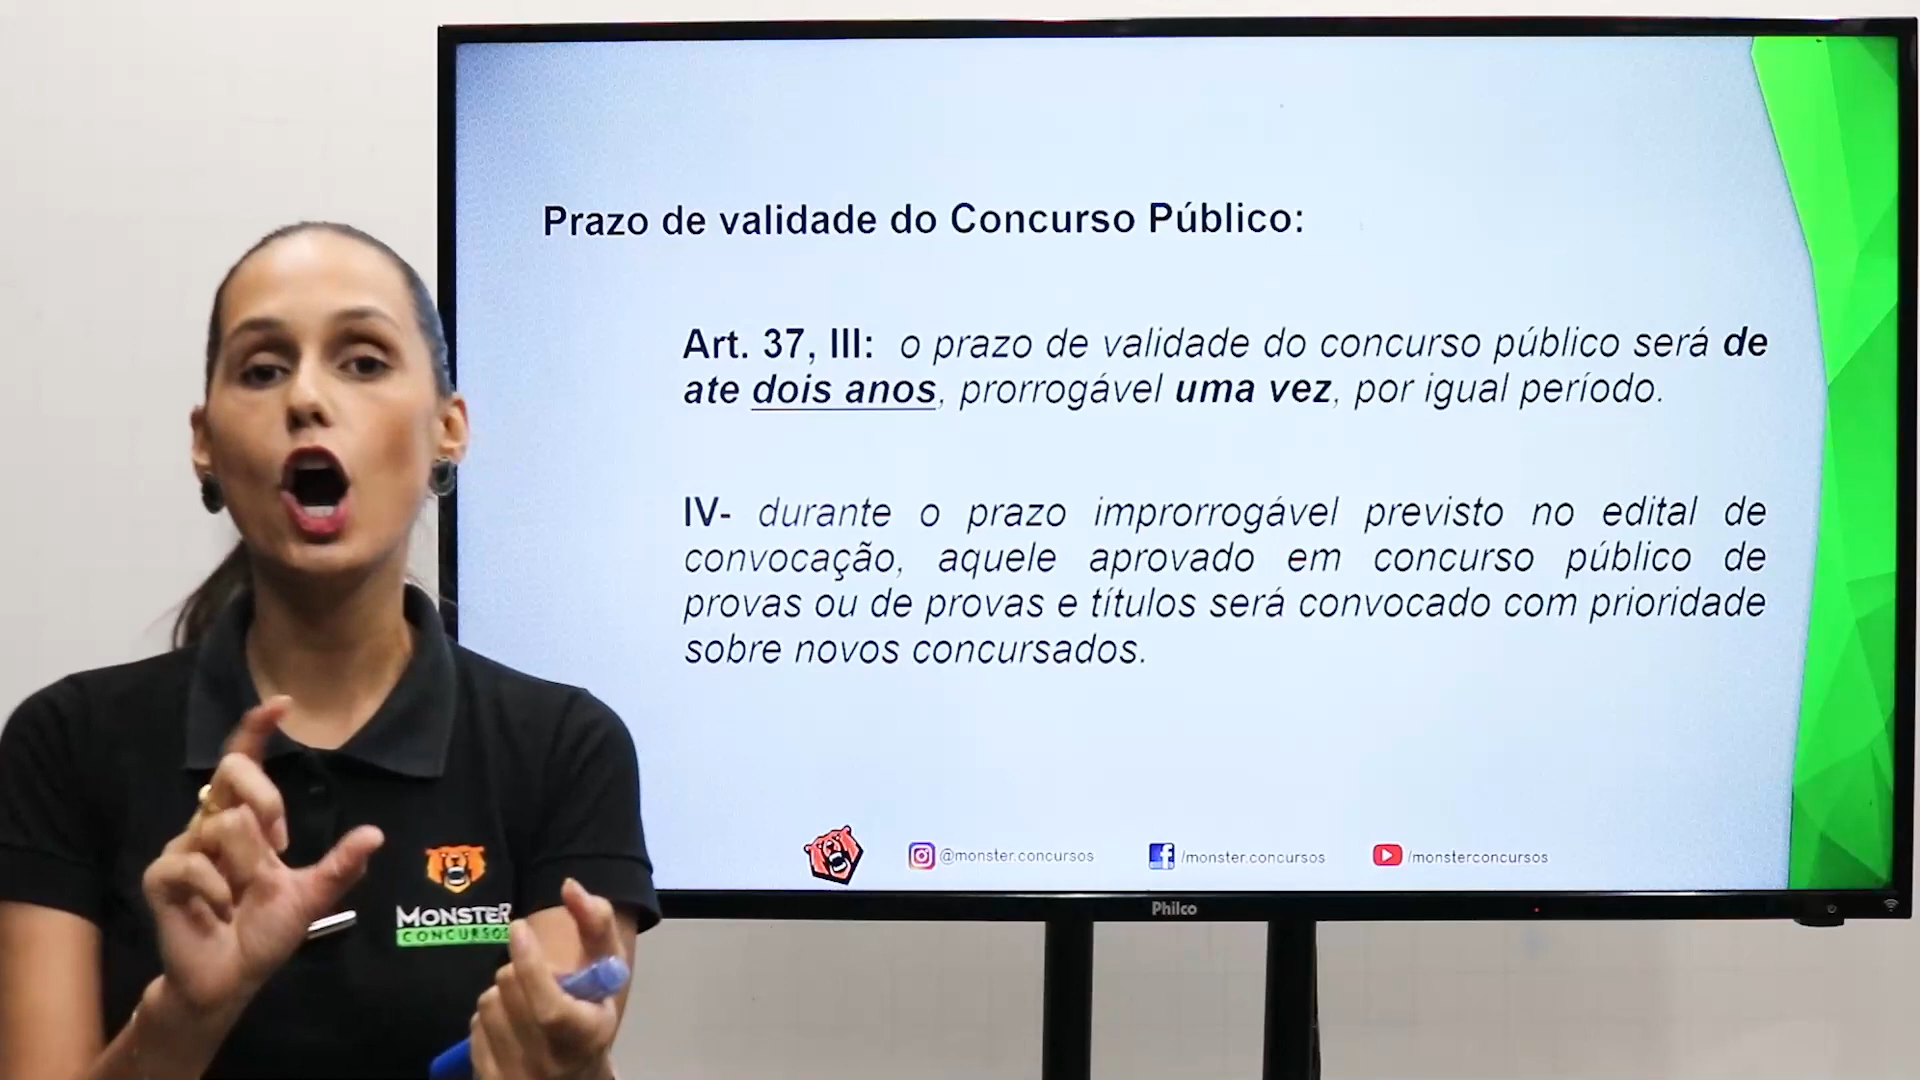 Prazo de validade do Concurso Público:
Art. 37, III: o prazo de validade do concurso público será de
ate dois anos, prorrogável uma vez, por igual período.
IV- durante o prazo improrrogável previsto no edital de
convocação, aquele aprovado em concurso público de
provas ou de provas e títulos será convocado com prioridade
sobre novos concursados.
@monster.concursos
/monster.concursos
/monsterconcursos
Philco
MONSTER
CONCURSOS